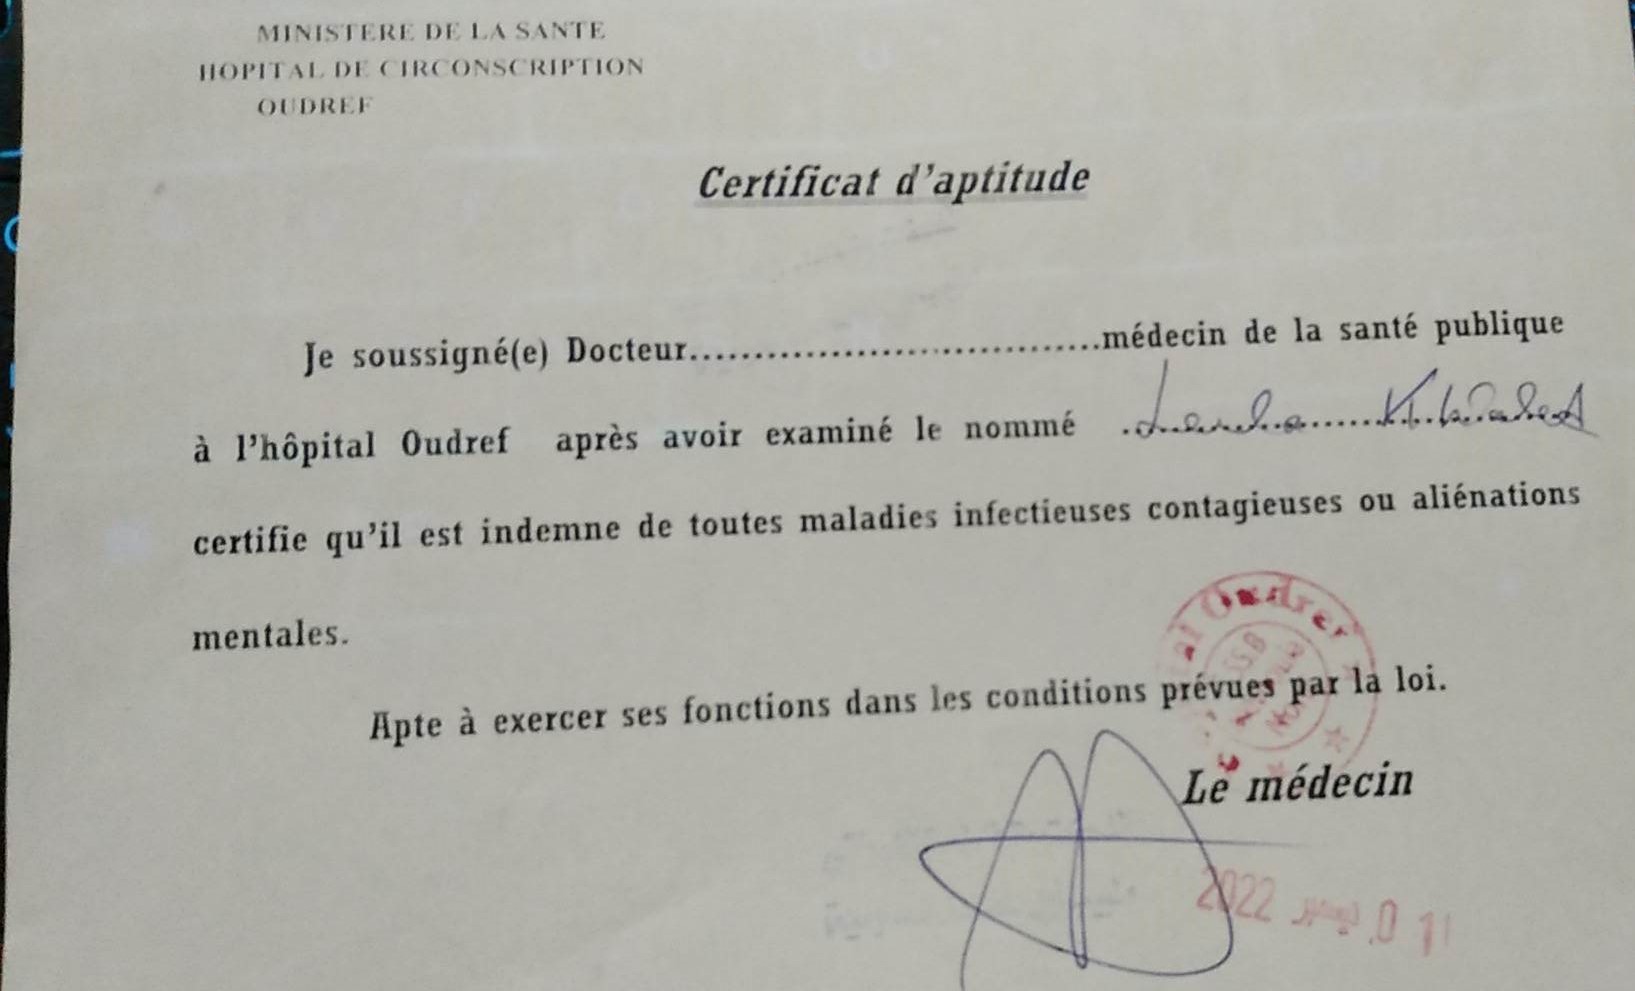 MINISTERE DE LA SANTE
HOPITAL DE CIRCONSCRIPTION
OUDREF
Certificat d'aptitude
Je soussigné(e) Docteur.................................médecin de la santé publique
à l'hôpital Oudref après avoir examiné le nommé
certifie qu'il est indemne de toutes maladies infectieuses contagieuses ou aliénations
mentales.
Oudref
Apte à exercer ses fonctions dans les conditions prévues par la loi.
Le médecin
2022